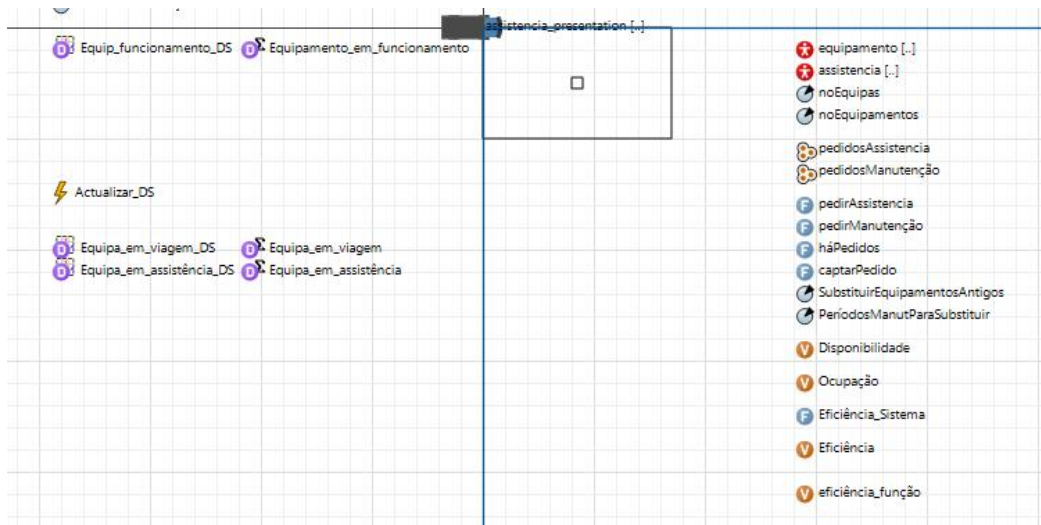 assistencia_presentation [..]
Equip_funcionamento_DS
Equipamento_em_funcionamento
Actualizar_DS
Equipa_em_viagem_DS
Equipa_em_viagem
Equipa_em_assistência_DS
Equipa_em_assistência
equipamento [..]
assistencia [..]
noEquipas
noEquipamentos
pedidosAssistencia
pedidosManutenção
pedirAssistencia
pedirManutenção
háPedidos
captarPedido
SubstituirEquipamentosAntigos
PeríodosManutParaSubstituir
Disponibilidade
Ocupação
Eficiência_Sistema
Eficiência
eficiência_função